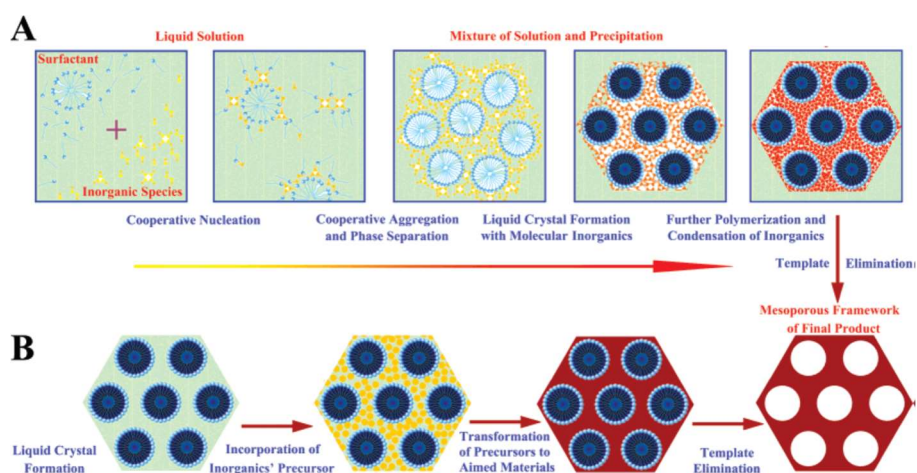 A
Liquid Solution
Mixture of Solution and Precipitation
Surfactant
Inorganic Species
Cooperative Nucleation
Cooperative Aggregation
and Phase Separation
Liquid Crystal Formation
with Molecular Inorganics
Further Polymerization and
Condensation of Inorganics
Template Elimination
Mesoporous Framework
of Final Product
B
Liquid Crystal
Formation
Incorporation of
Inorganics' Precursor
Transformation
of Precursors to
Aimed Materials
Template
Elimination